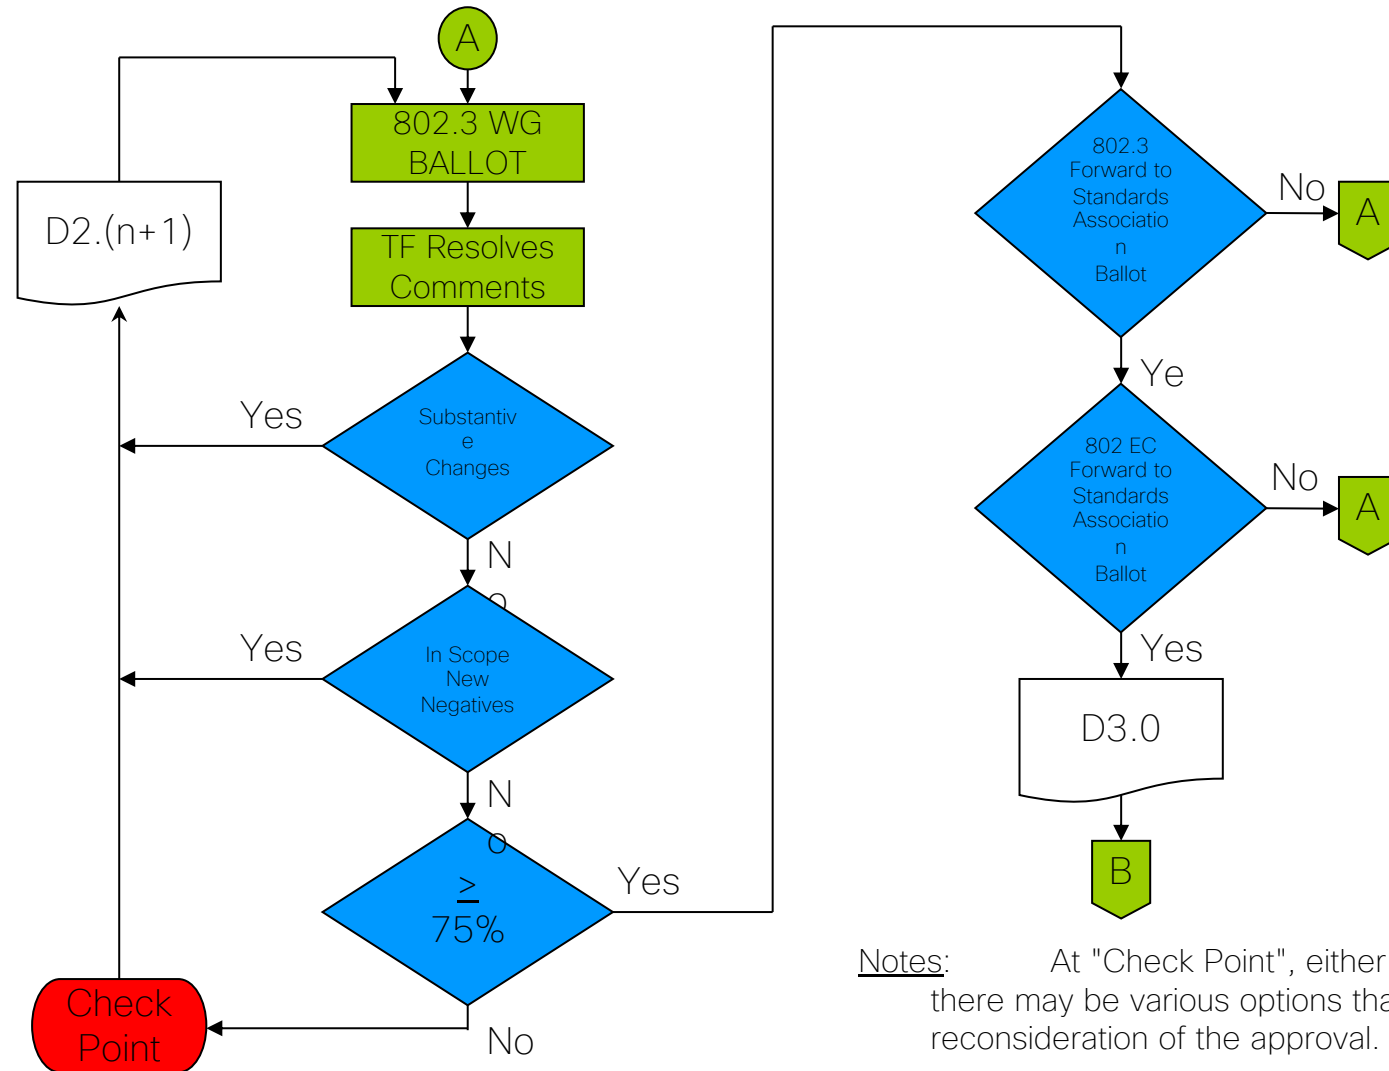 A
802.3 WG
BALLOT
D2.(n+1)
TF Resolves
Comments
Substantiv
e
Changes
Yes
N
o
In Scope
New
Negatives
Yes
N
o
≥
75%
Yes
No
Check
Point
802.3
Forward to
Standards
Associatio
n
Ballot
No
A
Ye
802 EC
Forward to
Standards
Associatio
n
Ballot
No
A
Yes
D3.0
B
Notes: At "Check Point", either
there may be various options tha
reconsideration of the approval.